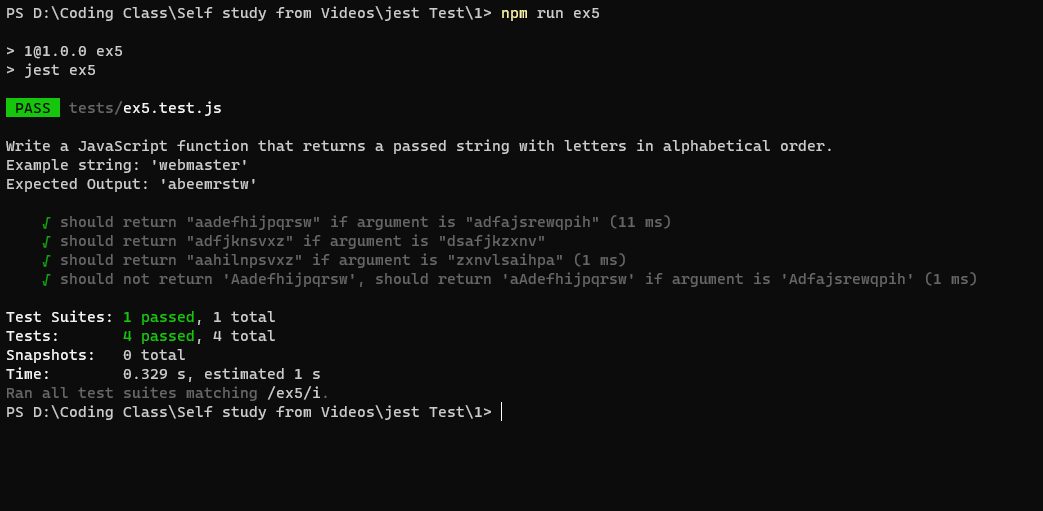 PS D:\Coding Class\Self study from Videos\jest Test\1> npm run ex5
> 1@1.0.0 ex5
> jest ex5
PASS tests/ex5.test.js
Write a JavaScript function that returns a passed string with letters in alphabetical order.
Example string: 'webmaster'
Expected Output: 'abeemrstw'
√ should return "aadefhijpqrsw" if argument is "adfajsrewqpih" (11 ms)
√ should return "adfjknsvxz" if argument is "dsafjkzxnv"
√ should return "aahilnpsvxz" if argument is "zxnvlsaihpa" (1 ms)
√ should not return 'Aadefhijpqrsw', should return 'aAdefhijpqrsw' if argument is 'Adfajsrewqpih' (1 ms)
Test Suites: 1 passed, 1 total
Tests: 4 passed, 4 total
Snapshots: 0 total
Time: 0.329 s, estimated 1 s
Ran all test suites matching /ex5/i.
PS D:\Coding Class\Self study from Videos\jest Test\1>